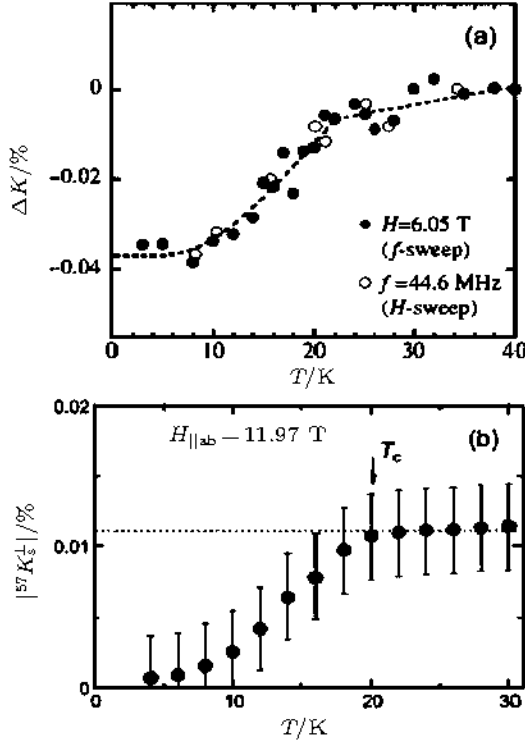 (a)
0
−0.02
−0.04
ΔK/%
H=6.05 T
(f-sweep)
f=44.6 MHz
(H-sweep)
0 10 20 30 40
T/K
(b)
0.02
0.01
0
|⁵⁷K⊥s|/%
H||ab − 11.97 T
Tc
0 10 20 30
T/K